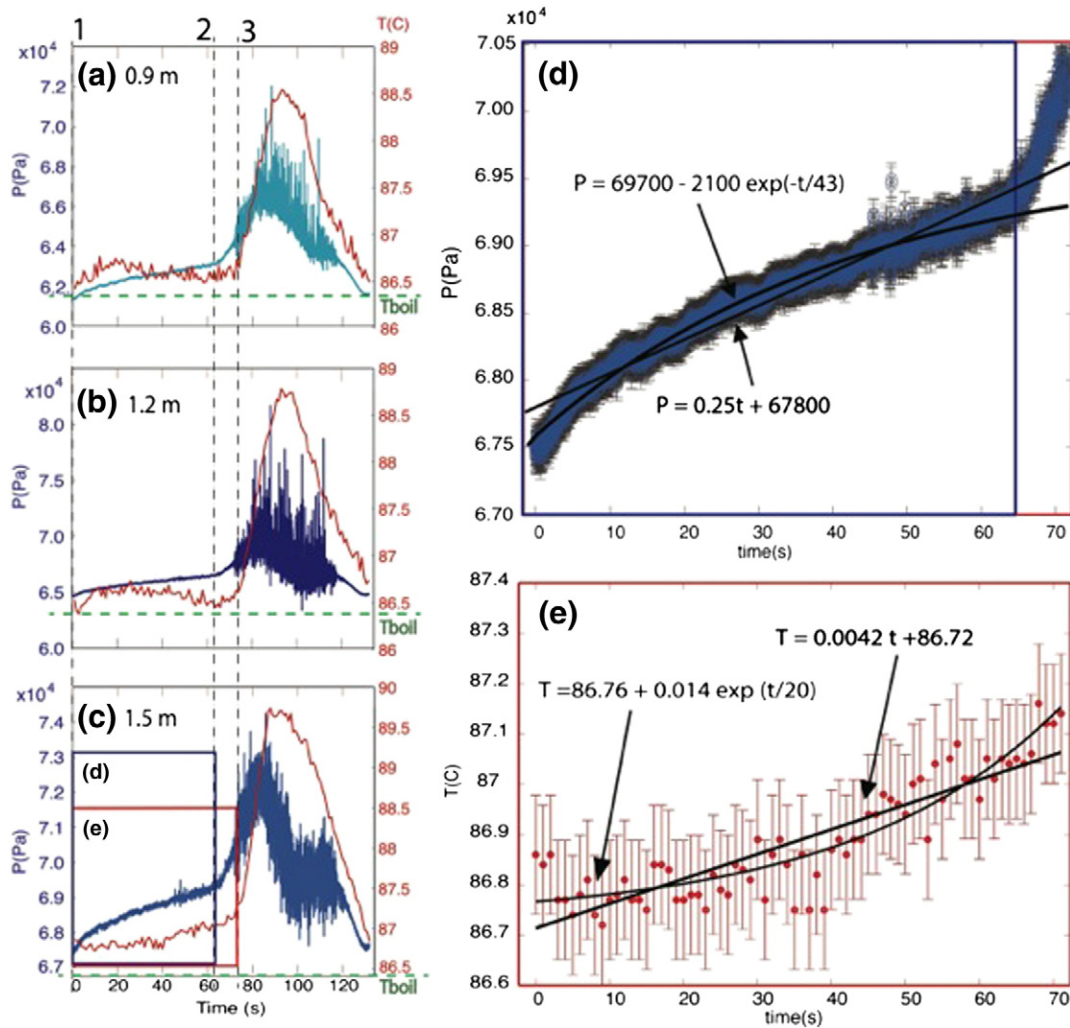 1 2 3
T(C)
x10⁴
(a) 0.9 m
P(Pa)
7.2
7.0
6.8
6.6
6.4
6.2
6.0
89
88.5
88
87.5
87
86.5
86
Tboil
x10⁴
(b) 1.2 m
P(Pa)
8.0
7.5
7.0
6.5
6.0
89
88.5
88
87.5
87
86.5
86
Tboil
x10⁴
(c) 1.5 m
P(Pa)
7.4
7.3
7.2
7.1
7.0
6.9
6.8
6.7
90
89.5
89
88.5
88
87.5
87
86.5
(d)
(e)
Tboil
0 20 40 60 80 100 120
Time (s)
x10⁴
(d)
P(Pa)
7.05
7.00
6.95
6.90
6.85
6.80
6.75
6.70
P = 69700 - 2100 exp(-t/43)
P = 0.25t + 67800
0 10 20 30 40 50 60 70
time(s)
(e)
T(C)
87.4
87.3
87.2
87.1
87
86.9
86.8
86.7
86.6
T = 0.0042 t +86.72
T =86.76 + 0.014 exp (t/20)
0 10 20 30 40 50 60 70
time(s)